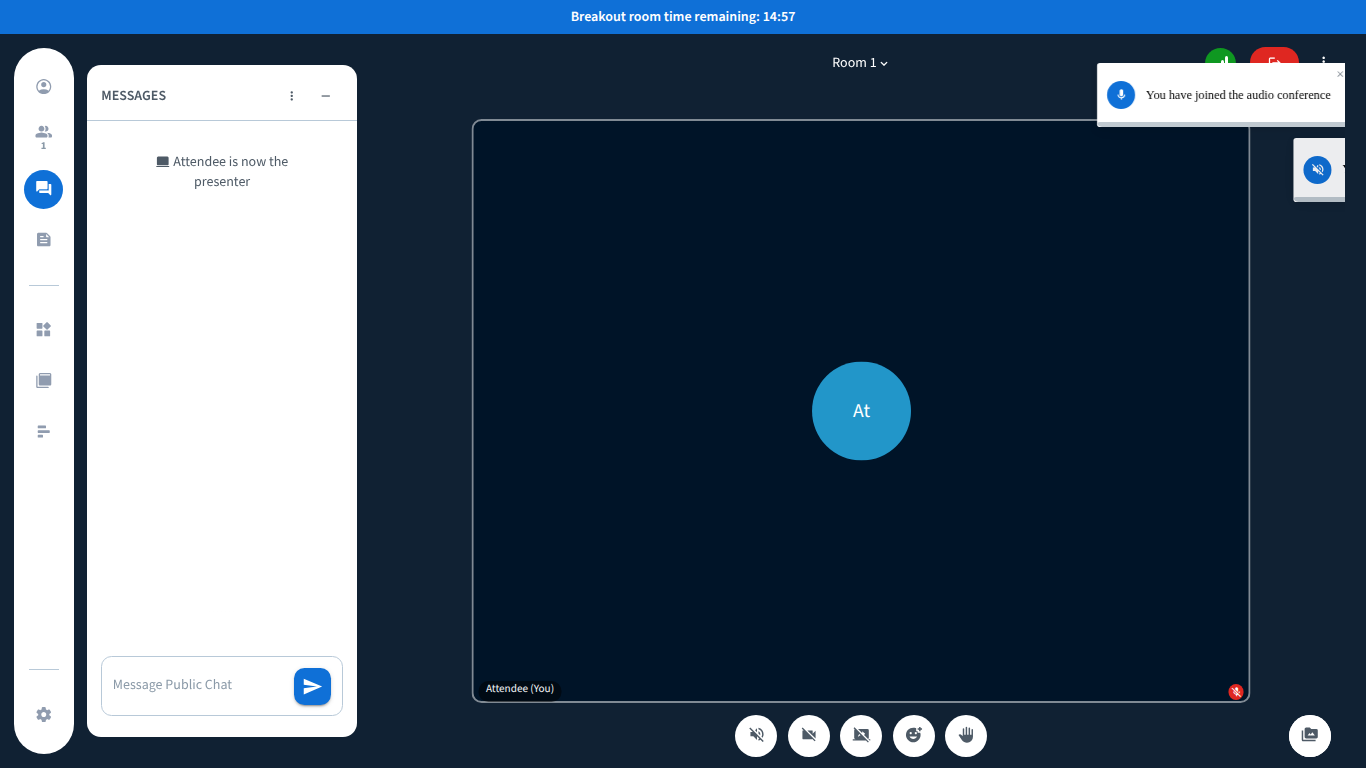 Breakout room time remaining: 14:57
Room 1
You have joined the audio conference
MESSAGES
1
Attendee is now the
presenter
At
Message Public Chat
Attendee (You)